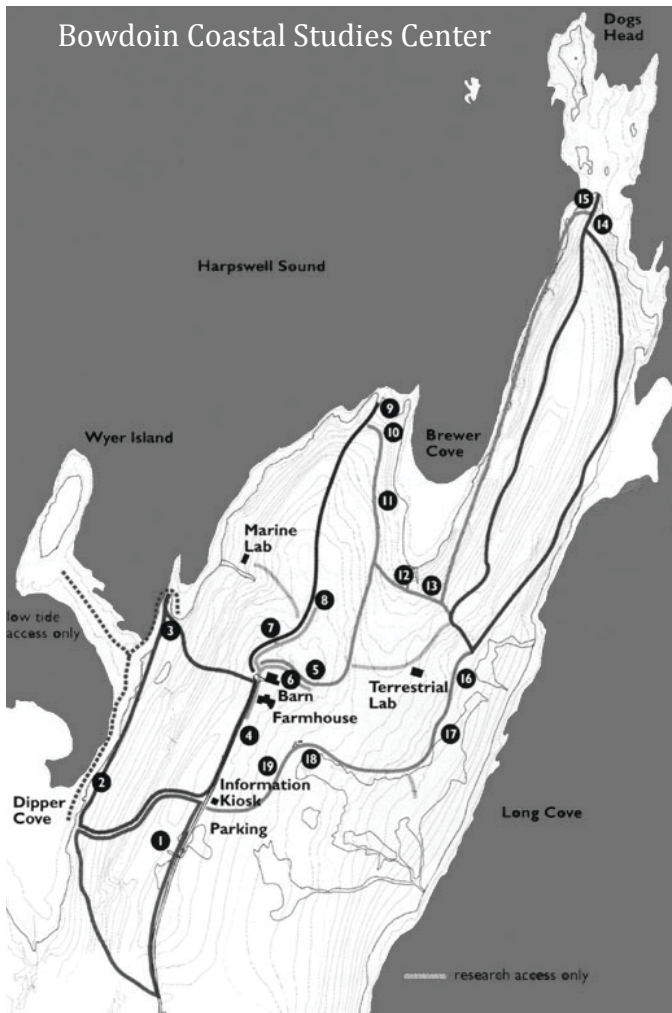 Bowdoin Coastal Studies Center
Dogs
Head
15
14
Harpswell Sound
9
10
Wyer Island
Brewer
Cove
11
Marine
Lab
12
13
8
low tide
access only
3
7
5
6
Barn
Terrestrial
Lab
16
Farmhouse
4
17
18
19
2
Information
Kiosk
Dipper
Cove
Long Cove
Parking
1
research access only